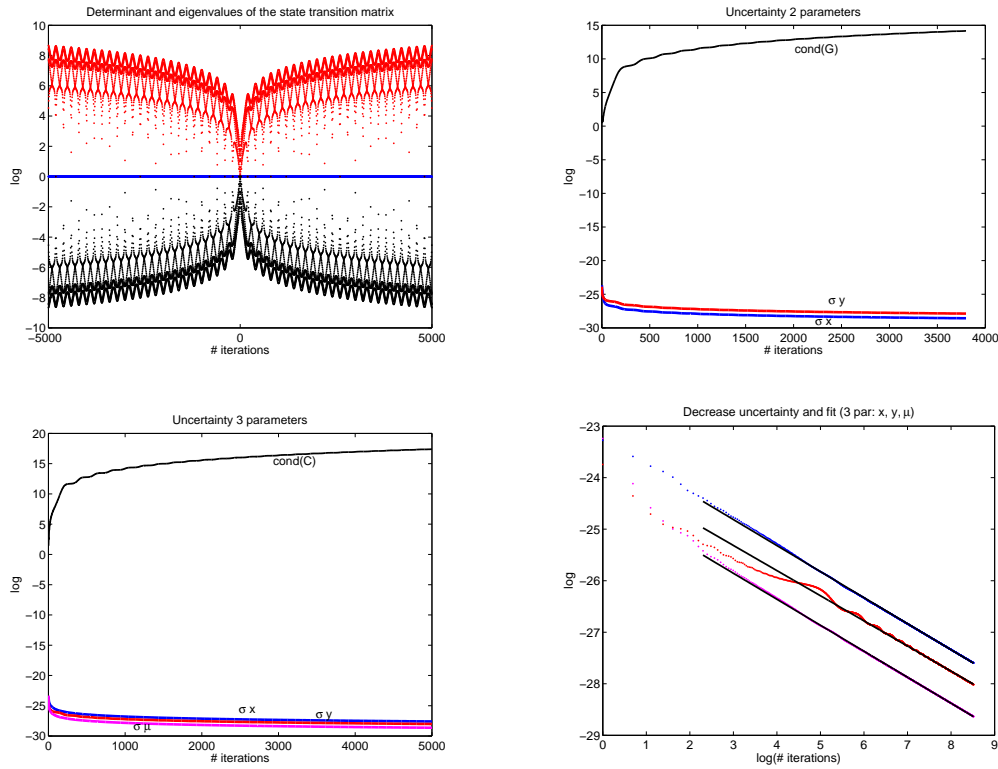 Determinant and eigenvalues of the state transition matrix
10
8
6
4
2
0
−2
−4
−6
−8
−10
log
−5000 0 5000
# iterations
Uncertainty 2 parameters
15
10
5
0
−5
−10
−15
−20
−25
−30
log
cond(G)
σ y
σ x
0 500 1000 1500 2000 2500 3000 3500 4000
# iterations
Uncertainty 3 parameters
20
15
10
5
0
−5
−10
−15
−20
−25
−30
log
cond(C)
σ x
σ y
σ μ
0 1000 2000 3000 4000 5000
# iterations
Decrease uncertainty and fit (3 par: x, y, μ)
−23
−24
−25
−26
−27
−28
−29
log
0 1 2 3 4 5 6 7 8 9
log(# iterations)